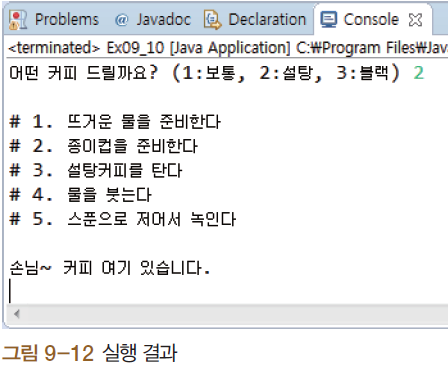 Problems @ Javadoc Declaration Console
<terminated> Ex09_10 [Java Application] C:₩Program Files₩Jav
어떤 커피 드릴까요? (1:보통, 2:설탕, 3:블랙) 2
# 1. 뜨거운 물을 준비한다
# 2. 종이컵을 준비한다
# 3. 설탕커피를 탄다
# 4. 물을 붓는다
# 5. 스푼으로 저어서 녹인다
손님~ 커피 여기 있습니다.
그림 9-12 실행 결과